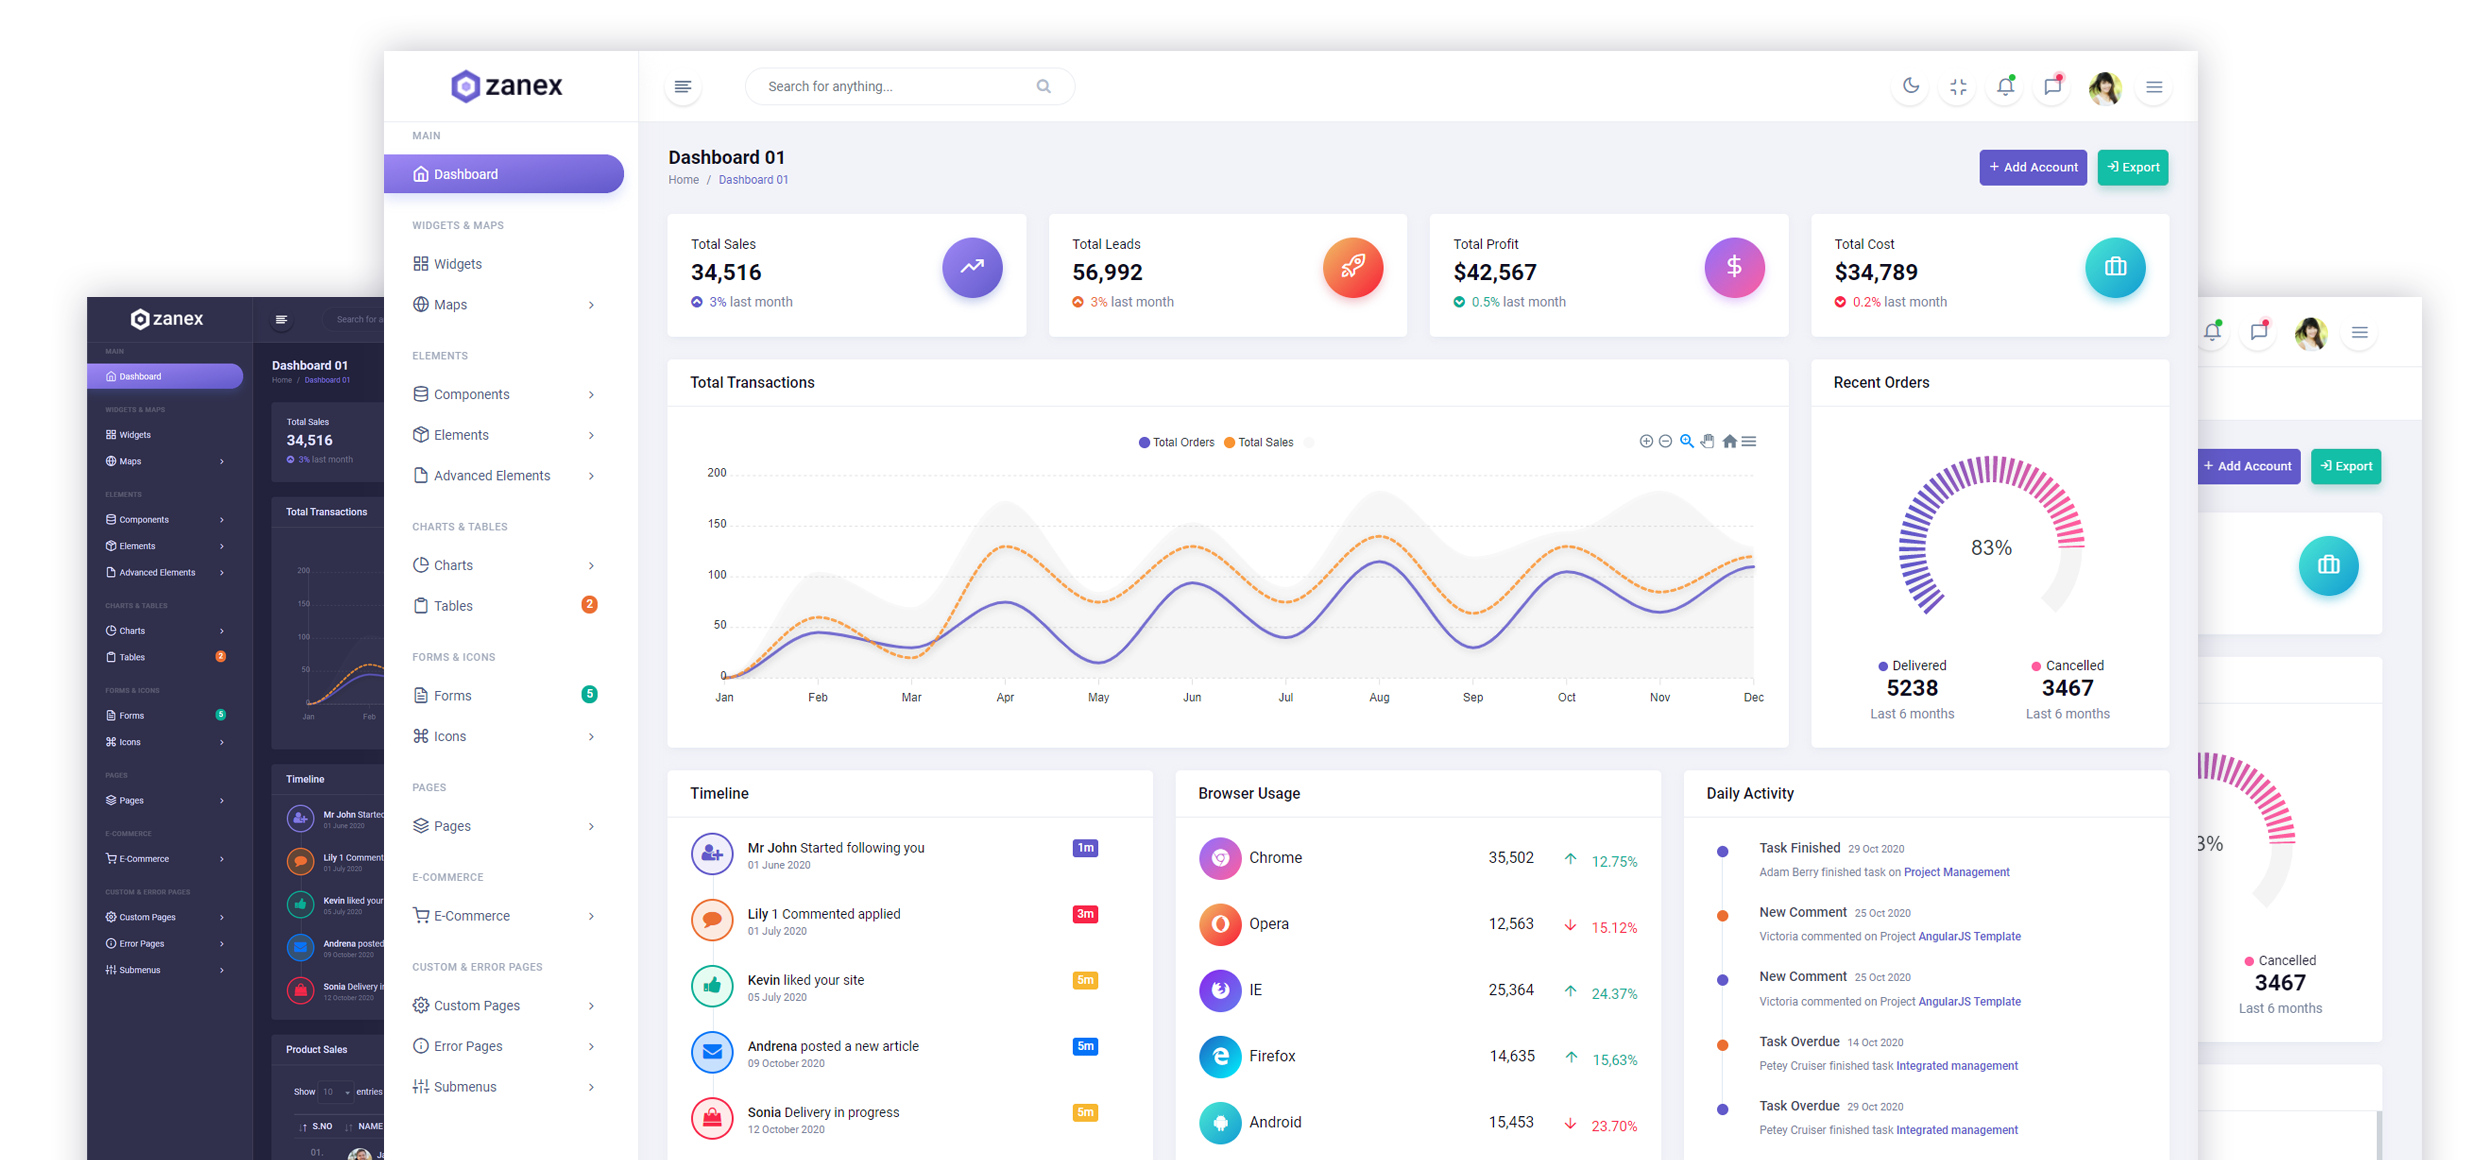 zanex
Search for anything...
MAIN
Dashboard
WIDGETS & MAPS
Widgets
Maps
ELEMENTS
Components
Elements
Advanced Elements
CHARTS & TABLES
Charts
Tables
2
FORMS & ICONS
Forms
5
Icons
PAGES
Pages
E-COMMERCE
E-Commerce
CUSTOM & ERROR PAGES
Custom Pages
Error Pages
Submenus
Dashboard 01
Home / Dashboard 01
+ Add Account
Export
Total Sales
34,516
3% last month
Total Leads
56,992
3% last month
Total Profit
$42,567
0.5% last month
Total Cost
$34,789
0.2% last month
Total Transactions
Total Orders Total Sales
200
150
100
50
0
Jan Feb Mar Apr May Jun Jul Aug Sep Oct Nov Dec
Recent Orders
83%
Delivered
5238
Last 6 months
Cancelled
3467
Last 6 months
Timeline
Mr John Started following you
1m
01 June 2020
Lily 1 Commented applied
3m
01 July 2020
Kevin liked your site
5m
05 July 2020
Andrena posted a new article
5m
09 October 2020
Sonia Delivery in progress
5m
12 October 2020
Browser Usage
Chrome 35,502 12.75%
Opera 12,563 15.12%
IE 25,364 24.37%
Firefox 14,635 15,63%
Android 15,453 23.70%
Daily Activity
Task Finished 29 Oct 2020
Adam Berry finished task on Project Management
New Comment 25 Oct 2020
Victoria commented on Project AngularJS Template
New Comment 25 Oct 2020
Victoria commented on Project AngularJS Template
Task Overdue 14 Oct 2020
Petey Cruiser finished task Integrated management
Task Overdue 29 Oct 2020
Petey Cruiser finished task Integrated management
zanex
Search for a
MAIN
Dashboard
WIDGETS & MAPS
Widgets
Maps
ELEMENTS
Components
Elements
Advanced Elements
CHARTS & TABLES
Charts
Tables
2
FORMS & ICONS
Forms
5
Icons
PAGES
Pages
E-COMMERCE
E-Commerce
CUSTOM & ERROR PAGES
Custom Pages
Error Pages
Submenus
Dashboard 01
Home / Dashboard 01
Total Sales
34,516
3% last month
Total Transactions
200
150
100
50
0
Jan Feb
Timeline
Mr John Started
01 June 2020
Lily 1 Comment
01 July 2020
Kevin liked your
05 July 2020
Andrena posted
09 October 2020
Sonia Delivery in
12 October 2020
Product Sales
Show 10 entries
S.NO NAME
01.
+ Add Account
Export
3%
Cancelled
3467
Last 6 months